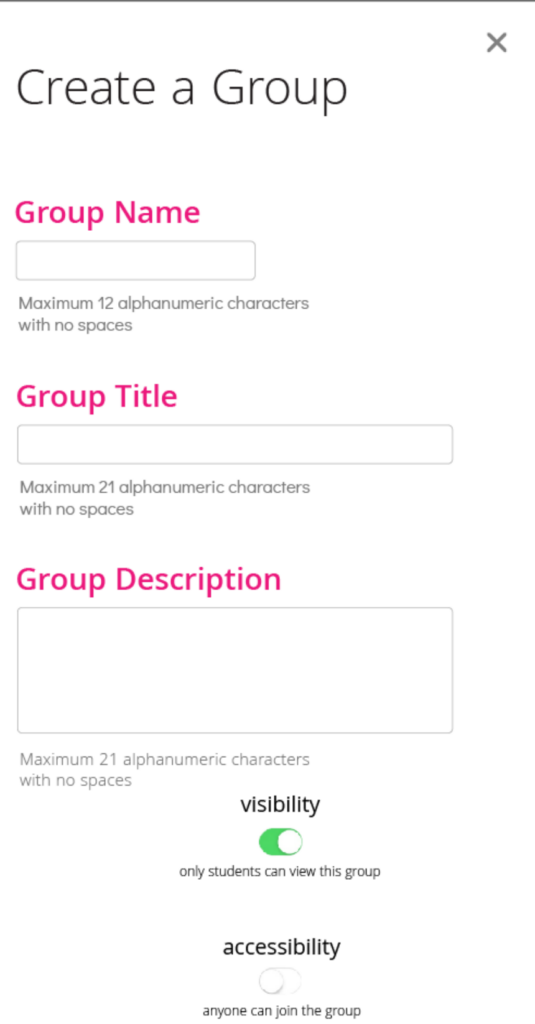 Create a Group
Group Name
Maximum 12 alphanumeric characters
with no spaces
Group Title
Maximum 21 alphanumeric characters
with no spaces
Group Description
Maximum 21 alphanumeric characters
with no spaces
visibility
only students can view this group
accessibility
anyone can join the group